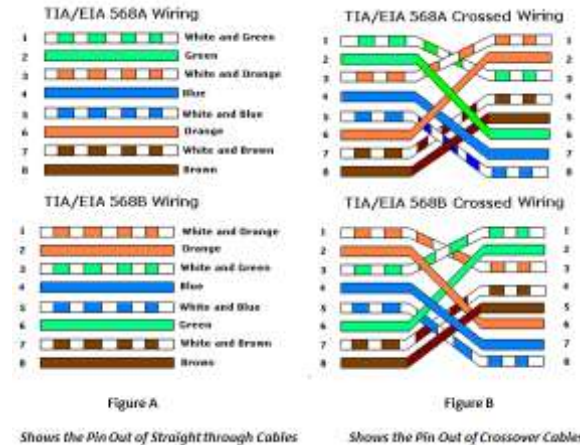 TIA/EIA 568A Wiring
1 White and Green
2 Green
3 White and Orange
4 Blue
5 White and Blue
6 Orange
7 White and Brown
8 Brown
TIA/EIA 568A Crossed Wiring
1
2
3
4
5
6
7
8
1
2
3
4
5
6
7
8
TIA/EIA 568B Wiring
1 White and Orange
2 Orange
3 White and Green
4 Blue
5 White and Blue
6 Green
7 White and Brown
8 Brown
TIA/EIA 568B Crossed Wiring
1
2
3
4
5
6
7
8
1
2
3
4
5
6
7
8
Figure A
Shows the Pin Out of Straight through Cables
Figure B
Shows the Pin Out of Crossover Cables